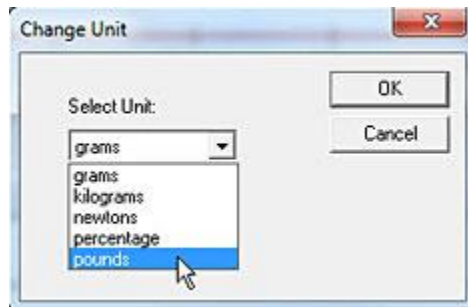 Change Unit
OK
Select Unit:
Cancel
grams
grams
kilograms
newtons
percentage
pounds